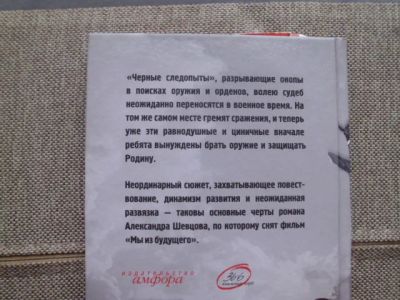 «Черные следопыты», разрывающие окопы
в поисках оружия и орденов, волею судеб
неожиданно переносятся в военное время. На
том же самом месте гремят сражения, и теперь
уже эти равнодушные и циничные вначале
ребята вынуждены брать оружие и защищать
Родину.
Неординарный сюжет, захватывающее повест-
вование, динамизм развития и неожиданная
развязка – таковы основные черты романа
Александра Шевцова, по которому снят фильм
«Мы из будущего».
издательство
амфора
36,6